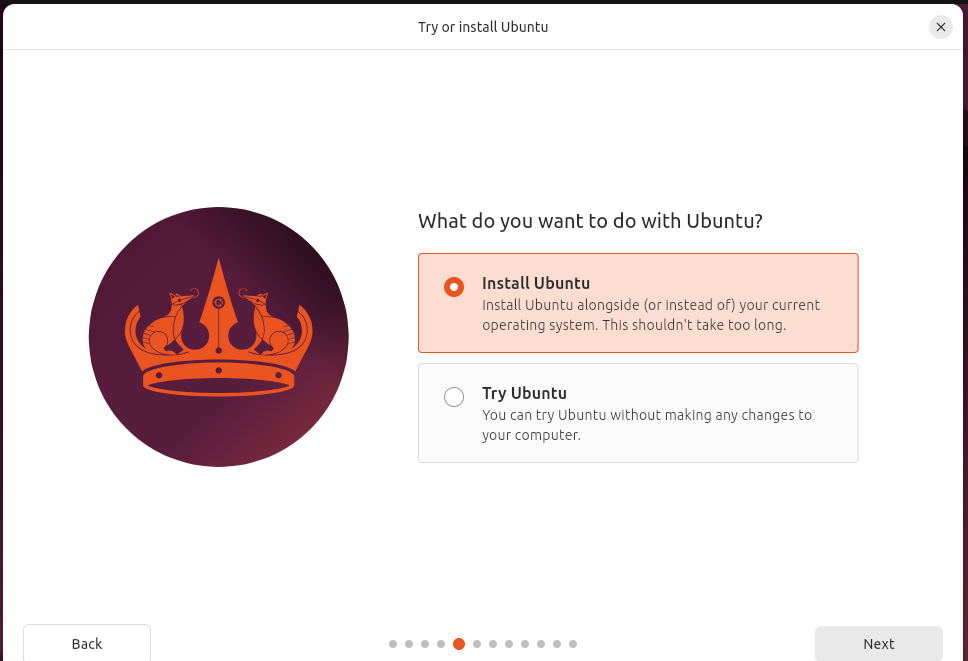 Try or install Ubuntu
What do you want to do with Ubuntu?
Install Ubuntu
Install Ubuntu alongside (or instead of) your current
operating system. This shouldn't take too long.
Try Ubuntu
You can try Ubuntu without making any changes to
your computer.
Back
Next